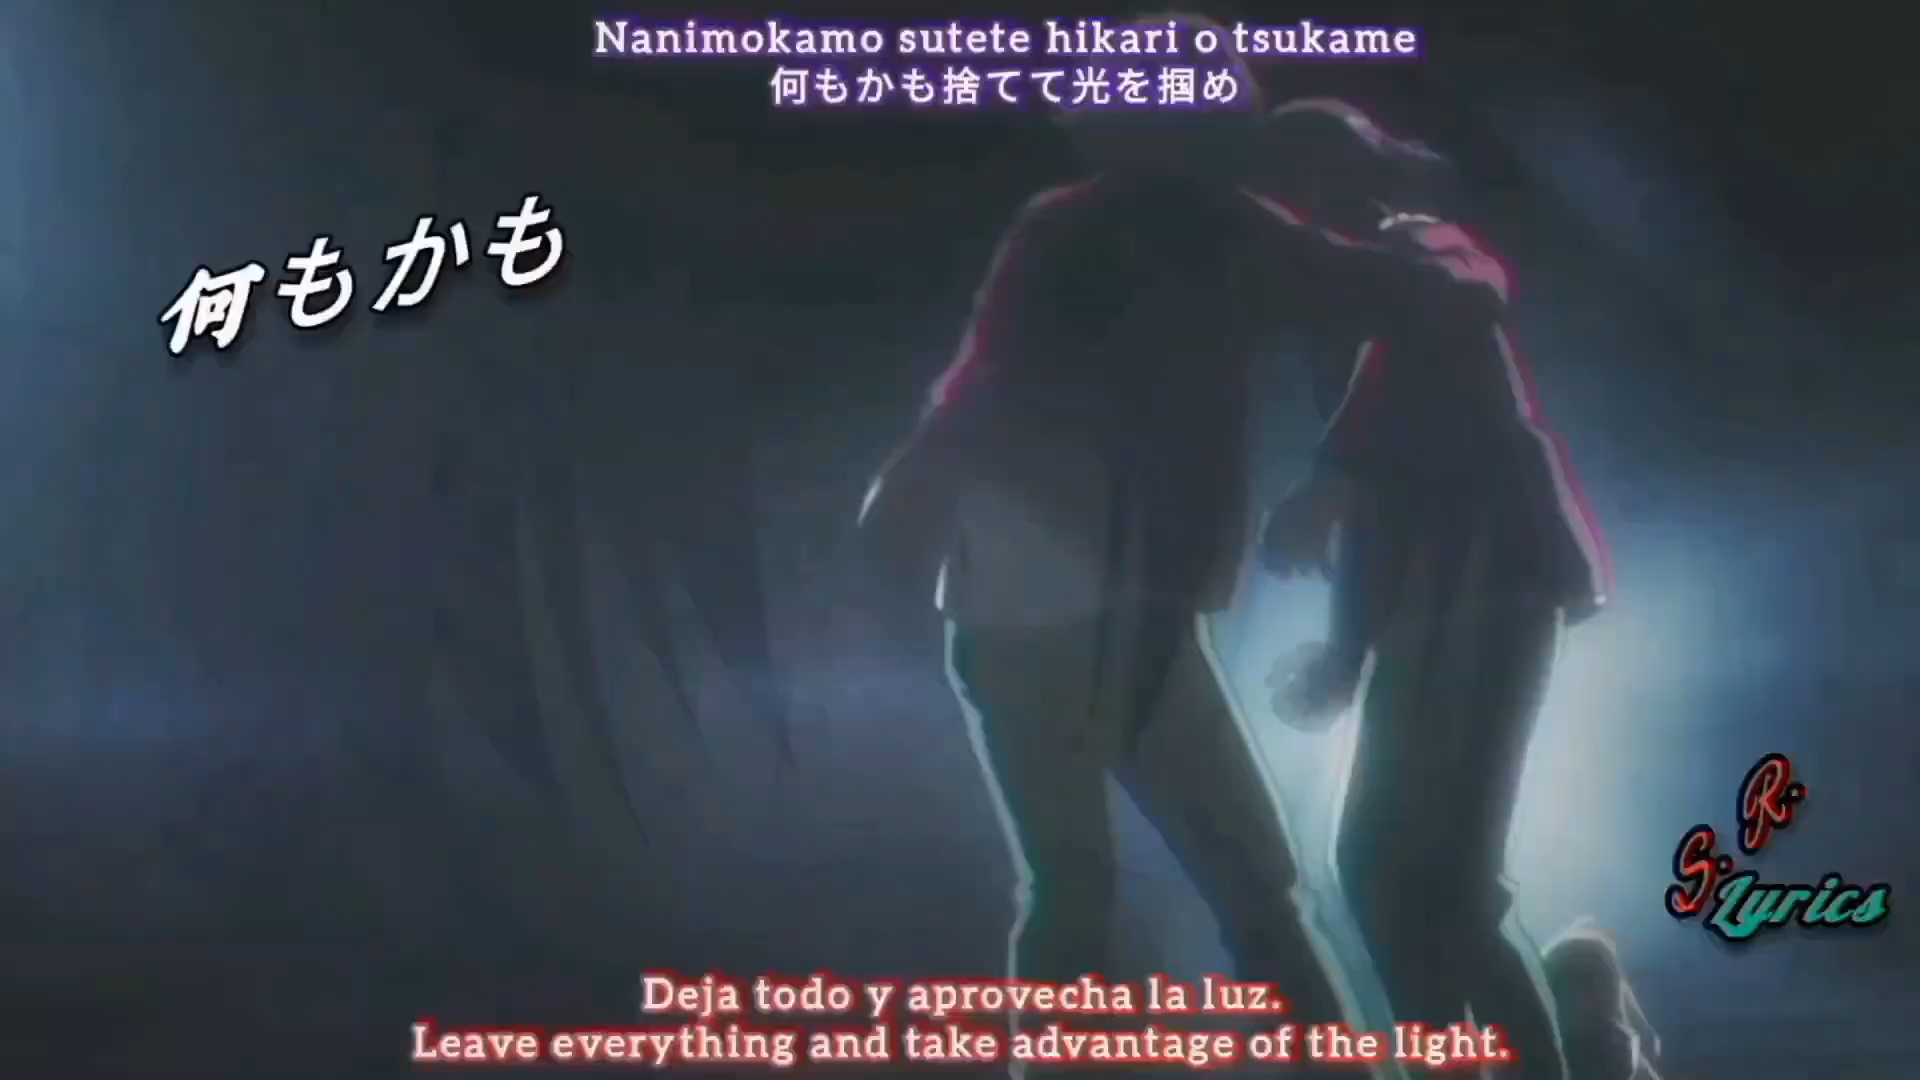 Nanimokamo sutete hikari o tsukame
何もかも捨てて光を掴め
何もかも
R.
S. Lyrics
Deja todo y aprovecha la luz.
Leave everything and take advantage of the light.